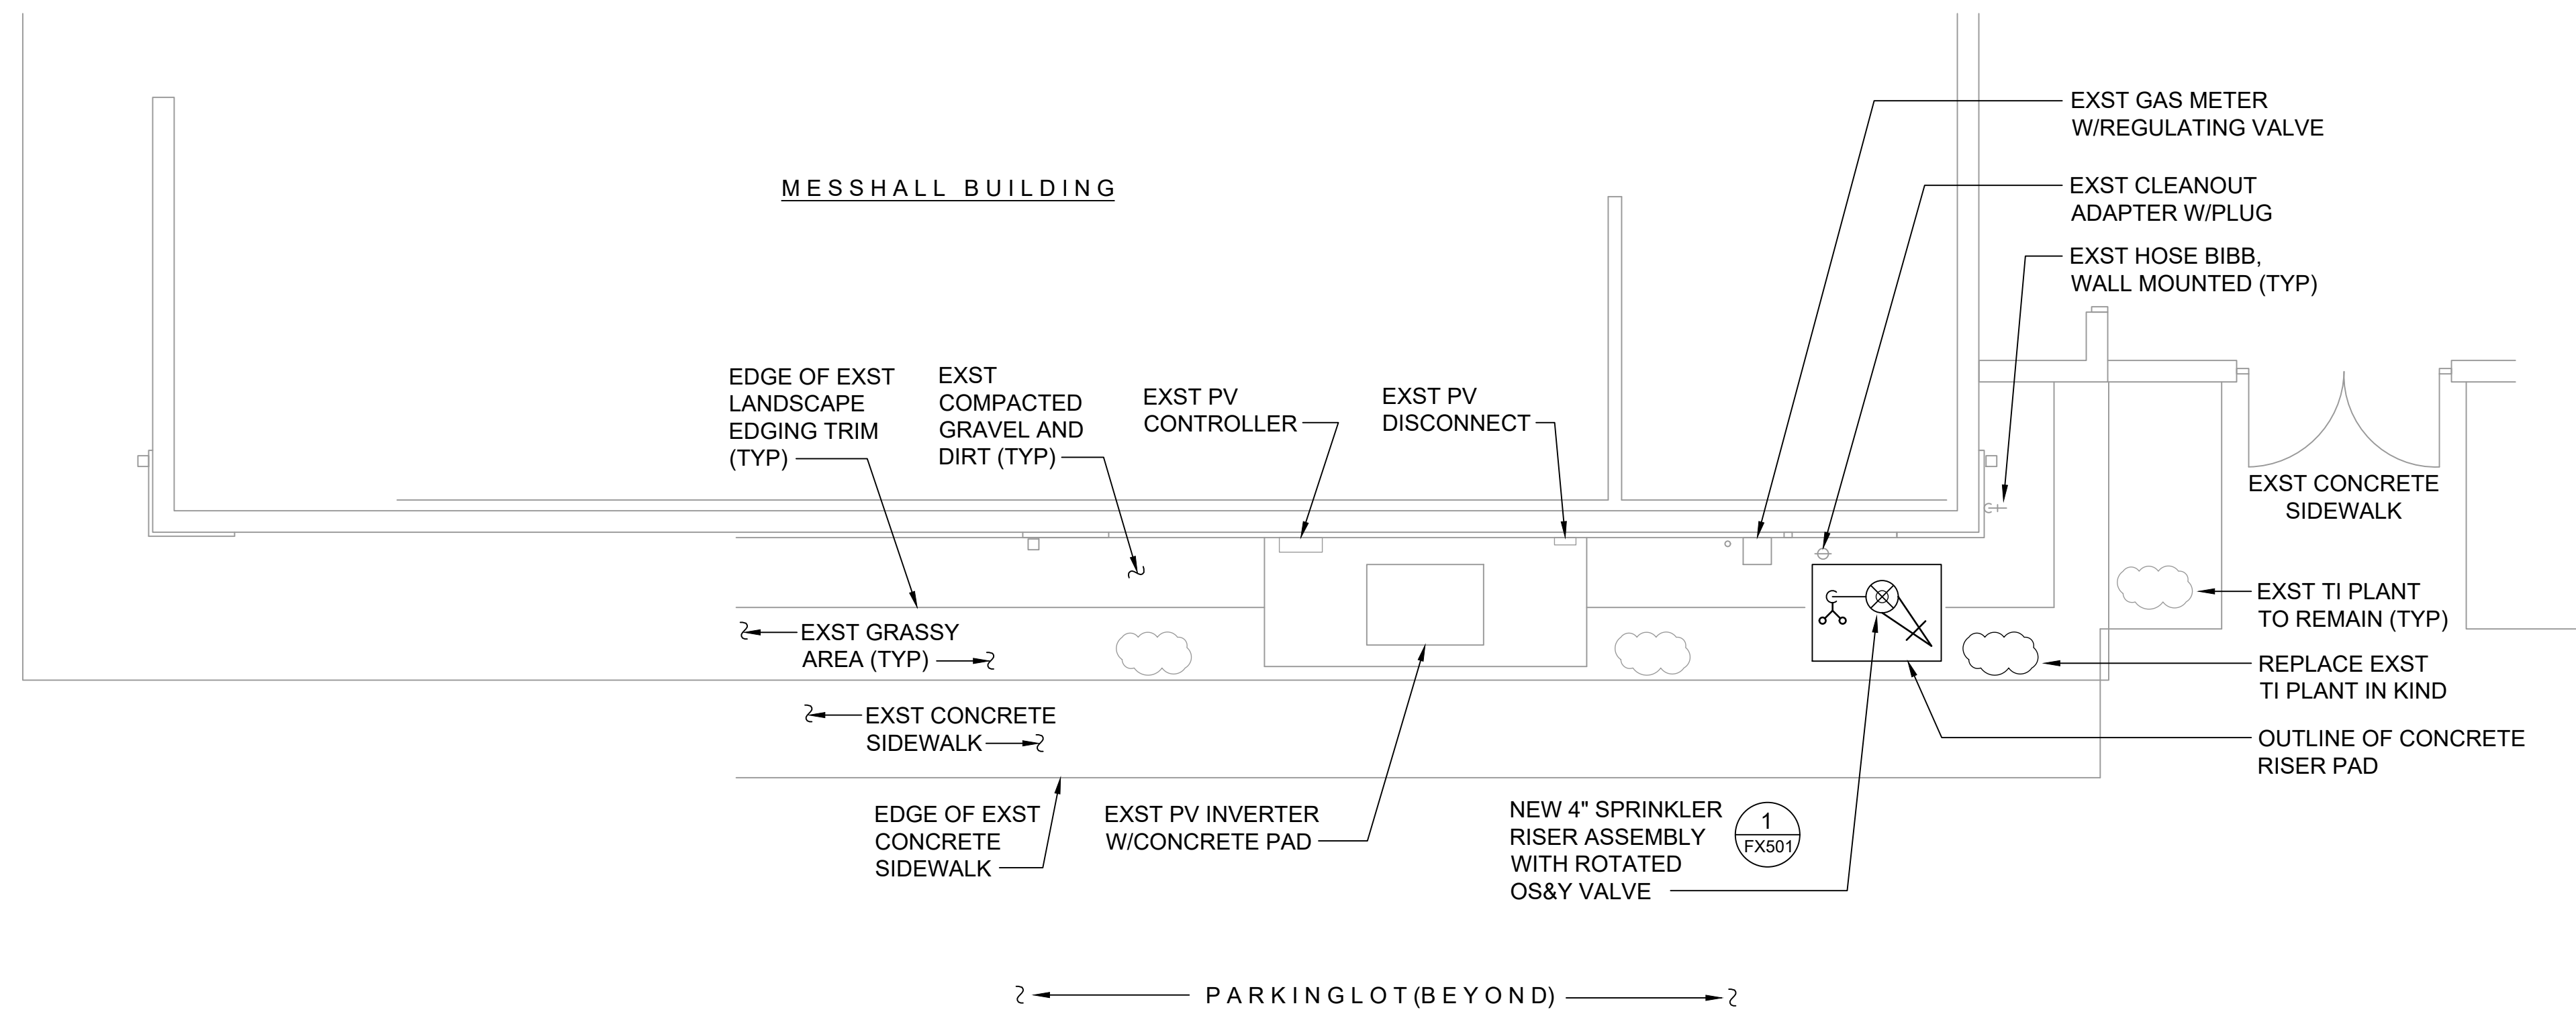 EXST GAS METER
W/REGULATING VALVE
MESSHALL BUILDING
EXST CLEANOUT
ADAPTER W/PLUG
EXST HOSE BIBB,
WALL MOUNTED (TYP)
EDGE OF EXST
LANDSCAPE
EDGING TRIM
(TYP)
EXST
COMPACTED
GRAVEL AND
DIRT (TYP)
EXST PV
CONTROLLER
EXST PV
DISCONNECT
EXST CONCRETE
SIDEWALK
EXST TI PLANT
TO REMAIN (TYP)
EXST GRASSY
AREA (TYP)
REPLACE EXST
TI PLANT IN KIND
EXST CONCRETE
SIDEWALK
OUTLINE OF CONCRETE
RISER PAD
EDGE OF EXST
CONCRETE
SIDEWALK
EXST PV INVERTER
W/CONCRETE PAD
NEW 4" SPRINKLER
RISER ASSEMBLY
WITH ROTATED
OS&Y VALVE
1
FX501
PARKINGLOT(BEYOND)